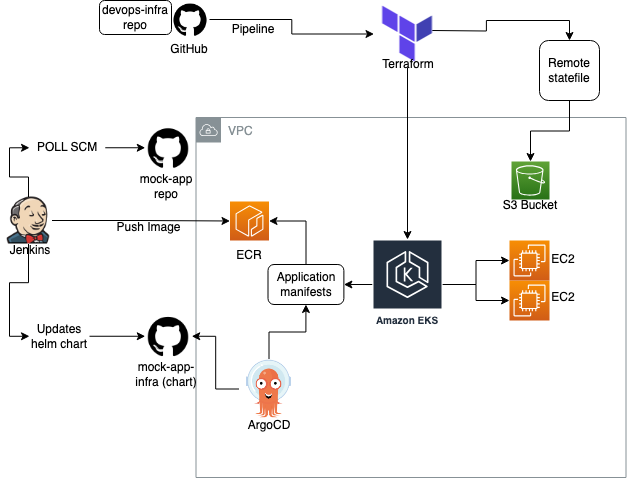 devops-infra
repo
GitHub
Pipeline
Terraform
Remote
statefile
VPC
POLL SCM
mock-app
repo
S3 Bucket
Jenkins
Push Image
ECR
Application
manifests
EC2
EC2
Amazon EKS
Updates
helm chart
mock-app-
infra (chart)
ArgoCD